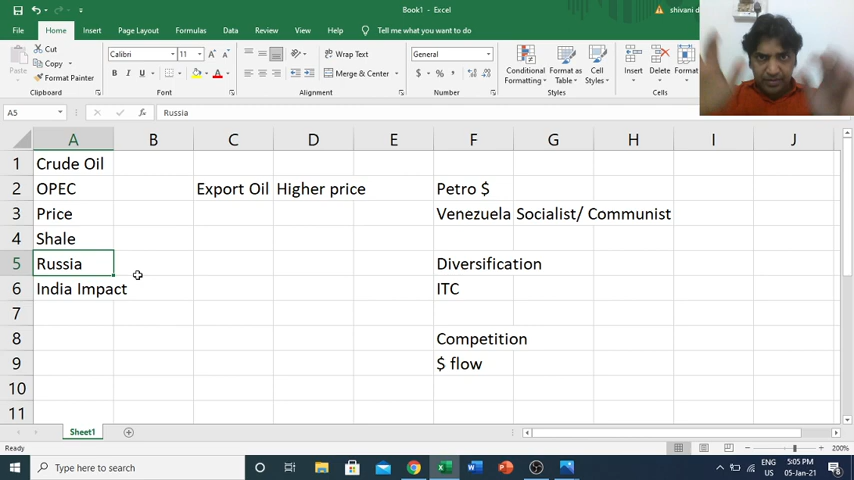 Book1 - Excel
shivani d
File Home Insert Page Layout Formulas Data Export Review View Help Tell me what you want to do
Paste
Cut
Copy
Format Painter
Clipboard
Calibri 11
B I U
Font
Wrap Text
Merge & Center
Alignment
General
$ % ,
Number
Conditional Formatting
Format as Table
Cell Styles
Styles
Insert Delete Format
Cells
A5 fx Russia
A B C D E F G H I J
1 Crude Oil
2 OPEC Export Oil Higher price Petro $
3 Price Venezuela Socialist/ Communist
4 Shale
5 Russia Diversification
6 India Impact ITC
7
8 Competition
9 $ flow
10
11
Sheet1
Ready 200%
Type here to search
ENG
US
5:05 PM
05-Jan-21